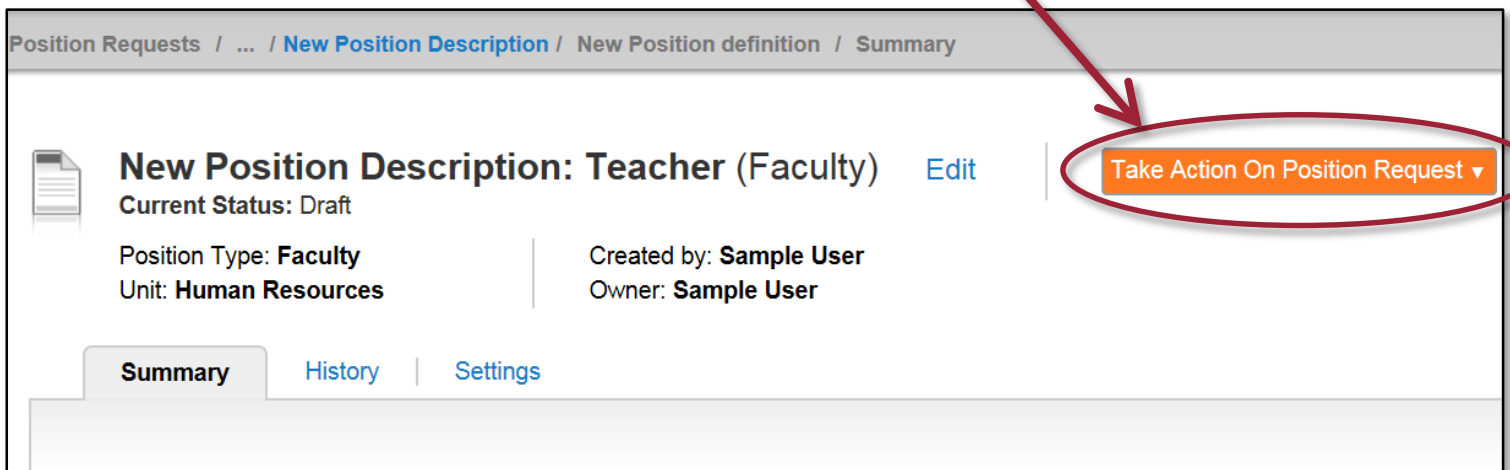 Position Requests / ... / New Position Description / New Position definition / Summary
New Position Description: Teacher (Faculty) Edit Take Action On Position Request ▾
Current Status: Draft
Position Type: Faculty Created by: Sample User
Unit: Human Resources Owner: Sample User
Summary History Settings